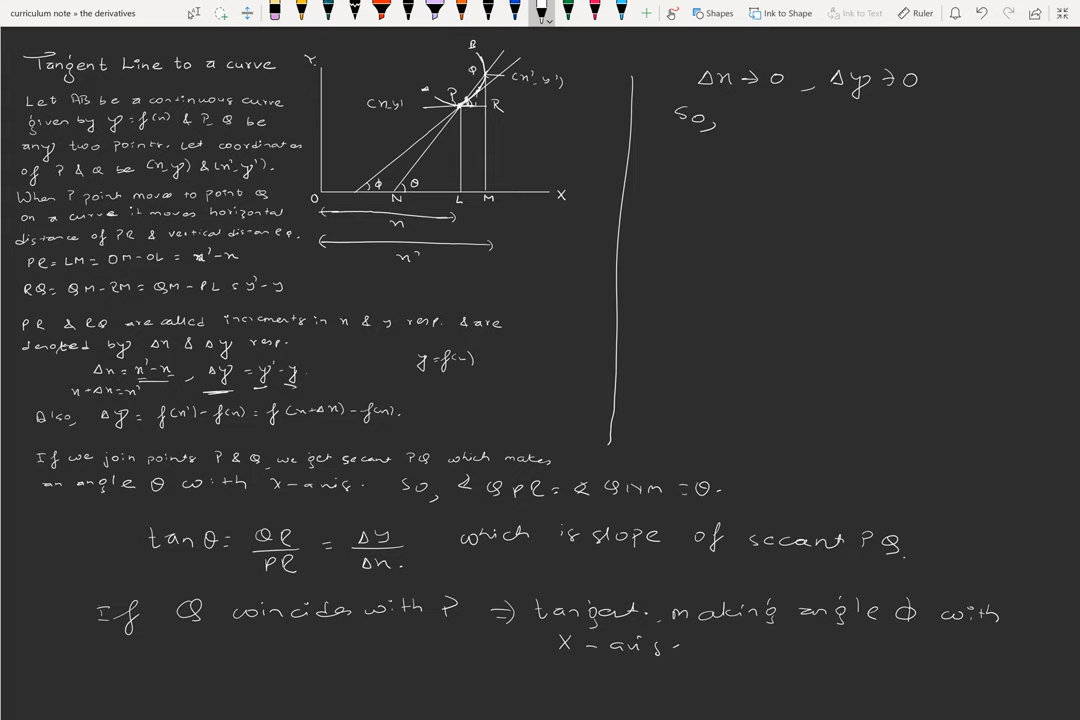 curriculum note » the derivatives
Shapes Ink to Shape Ink to Text Ruler
Tangent Line to a curve
Let AB be a continuous curve
given by y = f(x) & P, Q be
any two points. Let coordinates
of P & Q be (x, y) & (x', y').
When P point moves to point Q
on a curve it moves horizontal
distance of PR & vertical distance
PR = LM = OM - OL = x' - x
RQ = QM - RM = QM - PL = y' - y
PR & RQ are called increments in x & y resp. & are
denoted by Δx & Δy resp.
Δx = x' - x , Δy = y' - y
x + Δx = x'
y = f(x)
Also, Δy = f(x') - f(x) = f(x + Δx) - f(x).
If we join points P & Q, we get secant PQ which makes
an angle θ with x-axis. So, ∠QPR = ∠QNM = θ.
tan θ = QR/PR = Δy/Δx. which is slope of secant PQ.
If Q coincides with P ⇒ tangent. making angle ϕ with
X-axis.
Y
B
Q
(x', y')
P
(x, y)
R
ϕ
θ
O
N
L
M
X
x
x'
Δx → 0 , Δy → 0
So,